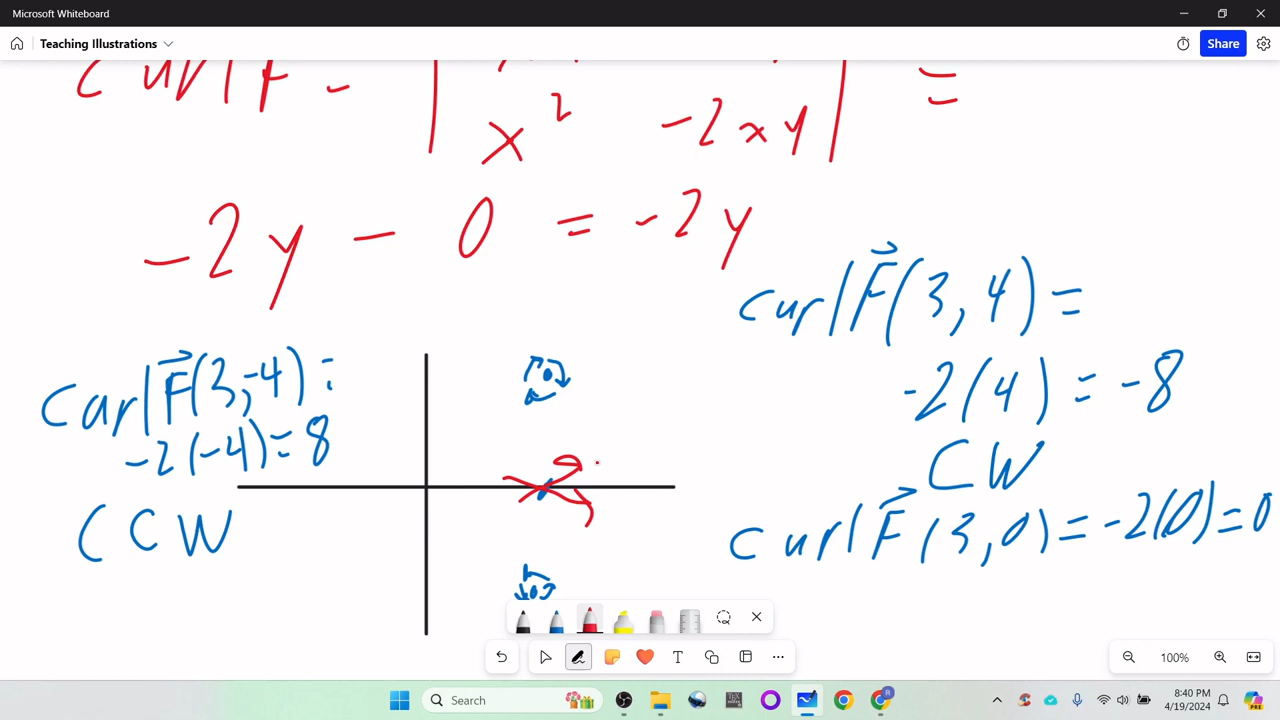 Microsoft Whiteboard
Teaching Illustrations
Share
curl F = | =
x² -2xy
-2y - 0 = -2y
curl F(3, 4) =
-2(4) = -8
CW
curl F(3, 0) = -2(0) = 0
curl F(3, -4) =
-2(-4) = 8
CCW
100%
Search
8:40 PM
4/19/2024